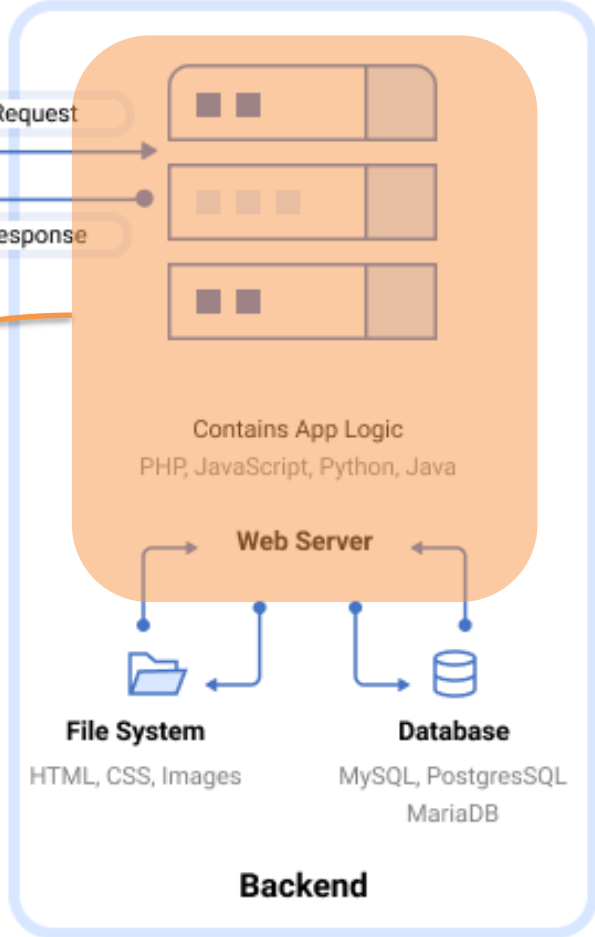 Request
esponse
Contains App Logic
PHP, JavaScript, Python, Java
Web Server
File System
Database
HTML, CSS, Images
MySQL, PostgresSQL
MariaDB
Backend